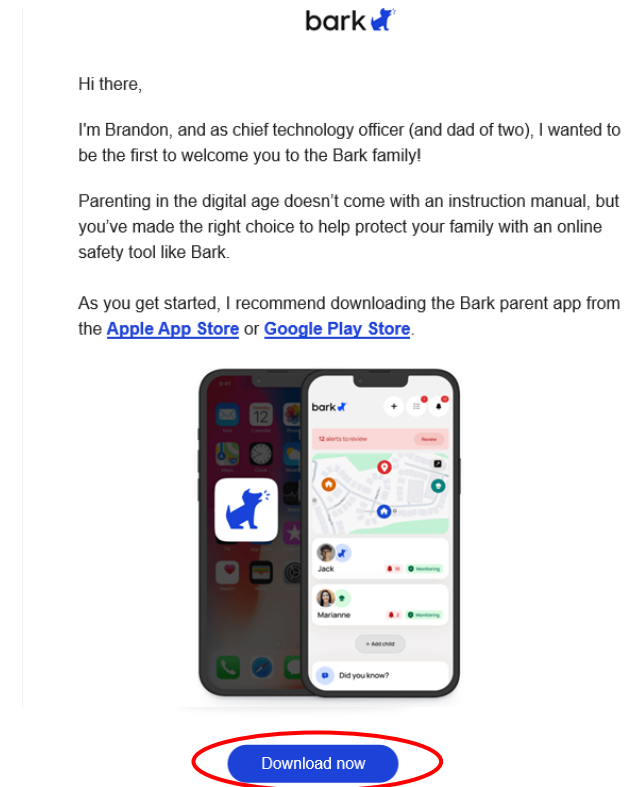 bark
Hi there,
I'm Brandon, and as chief technology officer (and dad of two), I wanted to
be the first to welcome you to the Bark family!
Parenting in the digital age doesn’t come with an instruction manual, but
you’ve made the right choice to help protect your family with an online
safety tool like Bark.
As you get started, I recommend downloading the Bark parent app from
the Apple App Store or Google Play Store.
12
bark
12 alerts to review
Review
Jack
Monitoring
Marianne
2
Monitoring
+ Add child
Did you know?
Download now